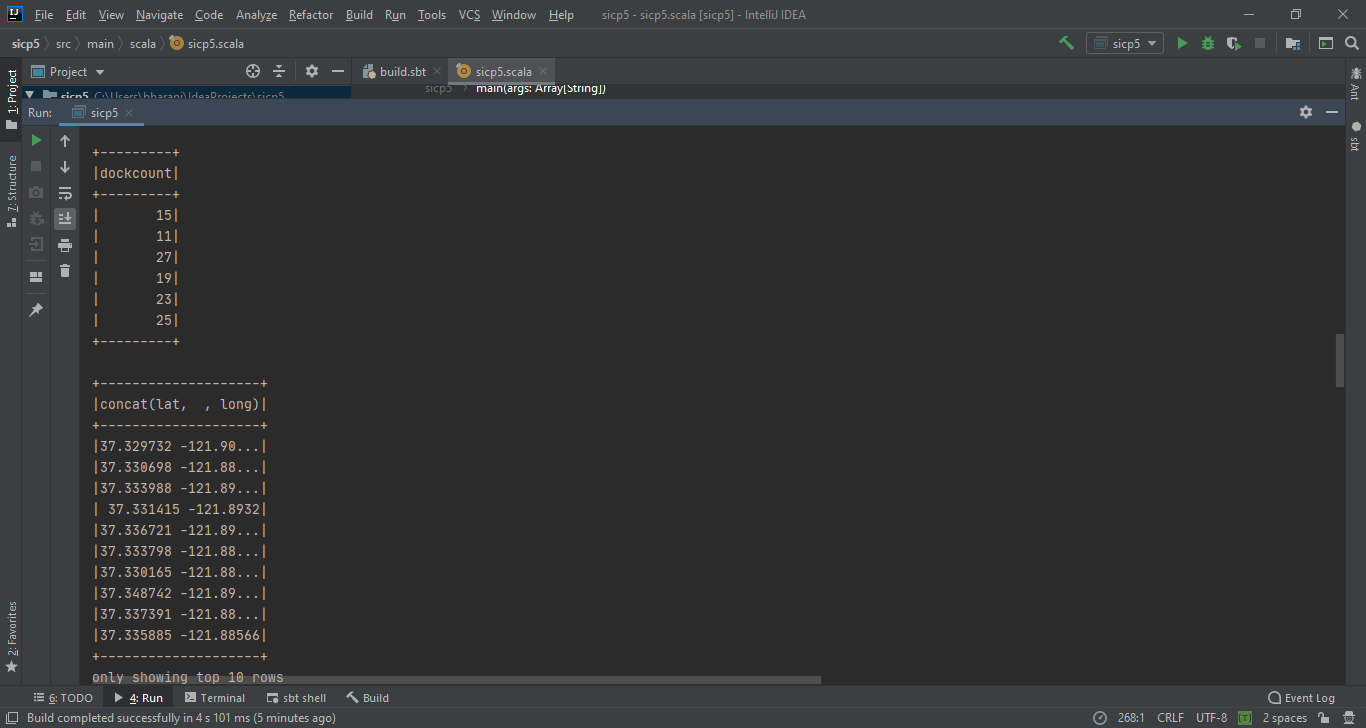 IJ File Edit View Navigate Code Analyze Refactor Build Run Tools VCS Window Help sicp5 - sicp5.scala [sicp5] - IntelliJ IDEA
sicp5 src main scala sicp5.scala sicp5
Project build.sbt sicp5.scala
sicp5 C:\Users\bharani\IdeaProjects\sicp5 sicp5 main(args: Array[String])
Run: sicp5
1: Project
7: Structure
2: Favorites
Ant
sbt
+---------+
|dockcount|
+---------+
|       15|
|       11|
|       27|
|       19|
|       23|
|       25|
+---------+
+--------------------+
|concat(lat,  , long)|
+--------------------+
|37.329732 -121.90...|
|37.330698 -121.88...|
|37.333988 -121.89...|
| 37.331415 -121.8932|
|37.336721 -121.89...|
|37.333798 -121.88...|
|37.330165 -121.88...|
|37.348742 -121.89...|
|37.337391 -121.88...|
|37.335885 -121.88566|
+--------------------+
only showing top 10 rows
6: TODO 4: Run Terminal sbt shell Build Event Log
Build completed successfully in 4 s 101 ms (5 minutes ago) 268:1 CRLF UTF-8 T 2 spaces